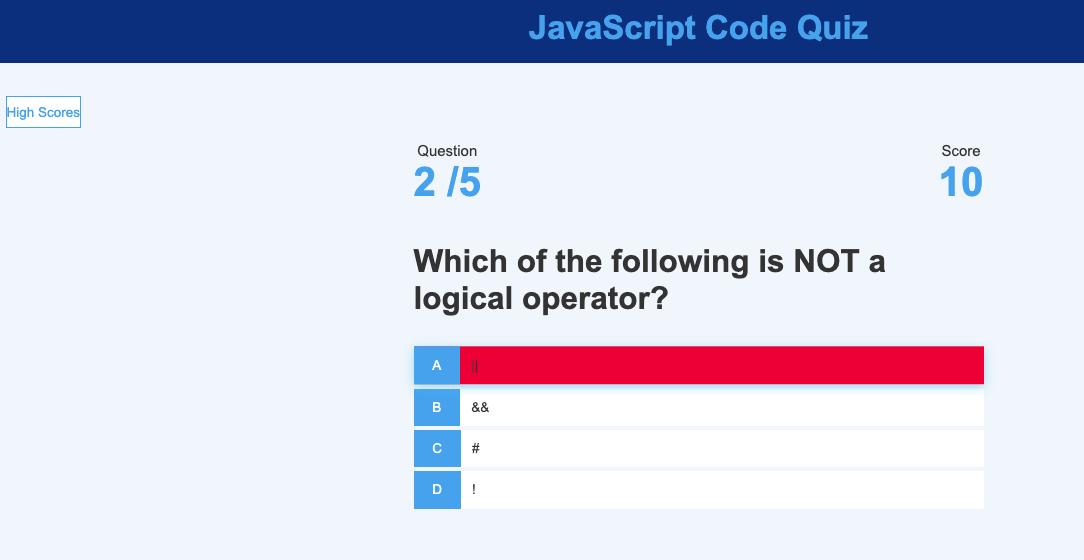 JavaScript Code Quiz
High Scores
Question
2 /5
Score
10
Which of the following is NOT a
logical operator?
A ||
B &&
C #
D !